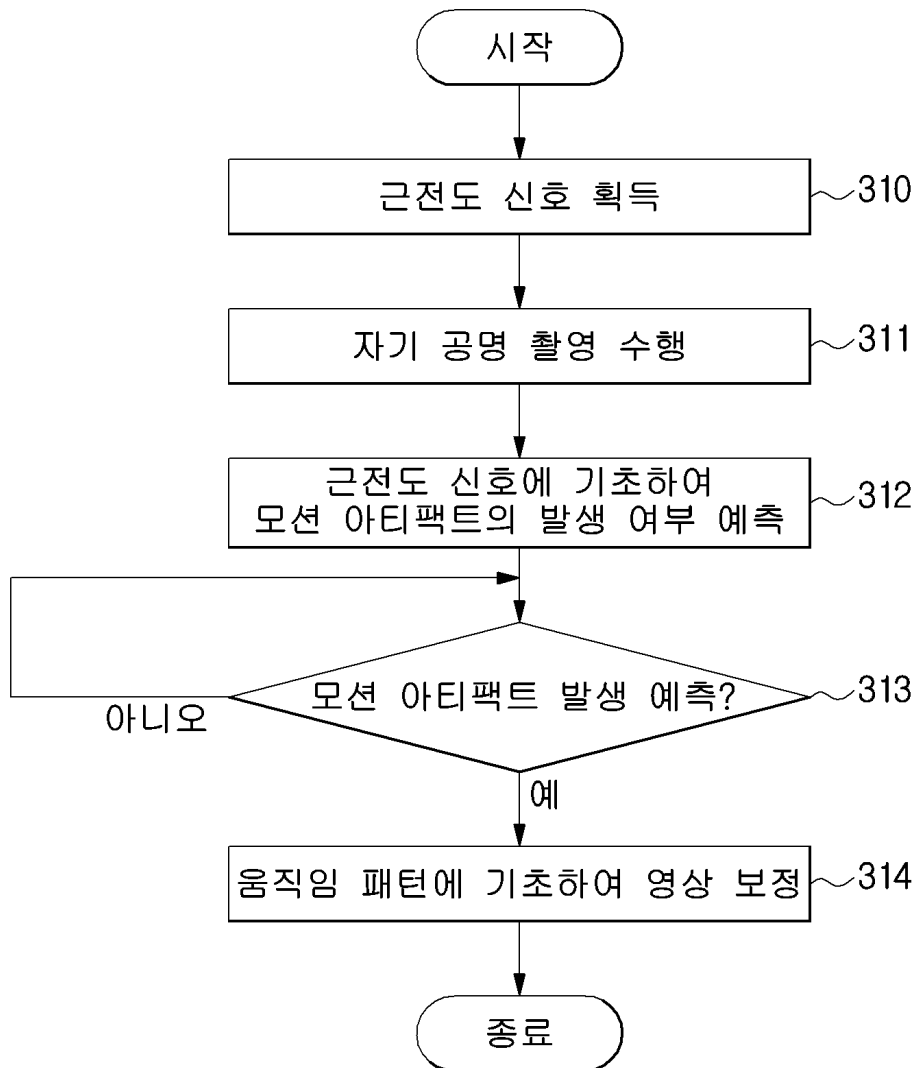 시작
근전도 신호 획득
310
자기 공명 촬영 수행
311
근전도 신호에 기초하여
모션 아티팩트의 발생 여부 예측
312
모션 아티팩트 발생 예측?
313
아니오
예
움직임 패턴에 기초하여 영상 보정
314
종료